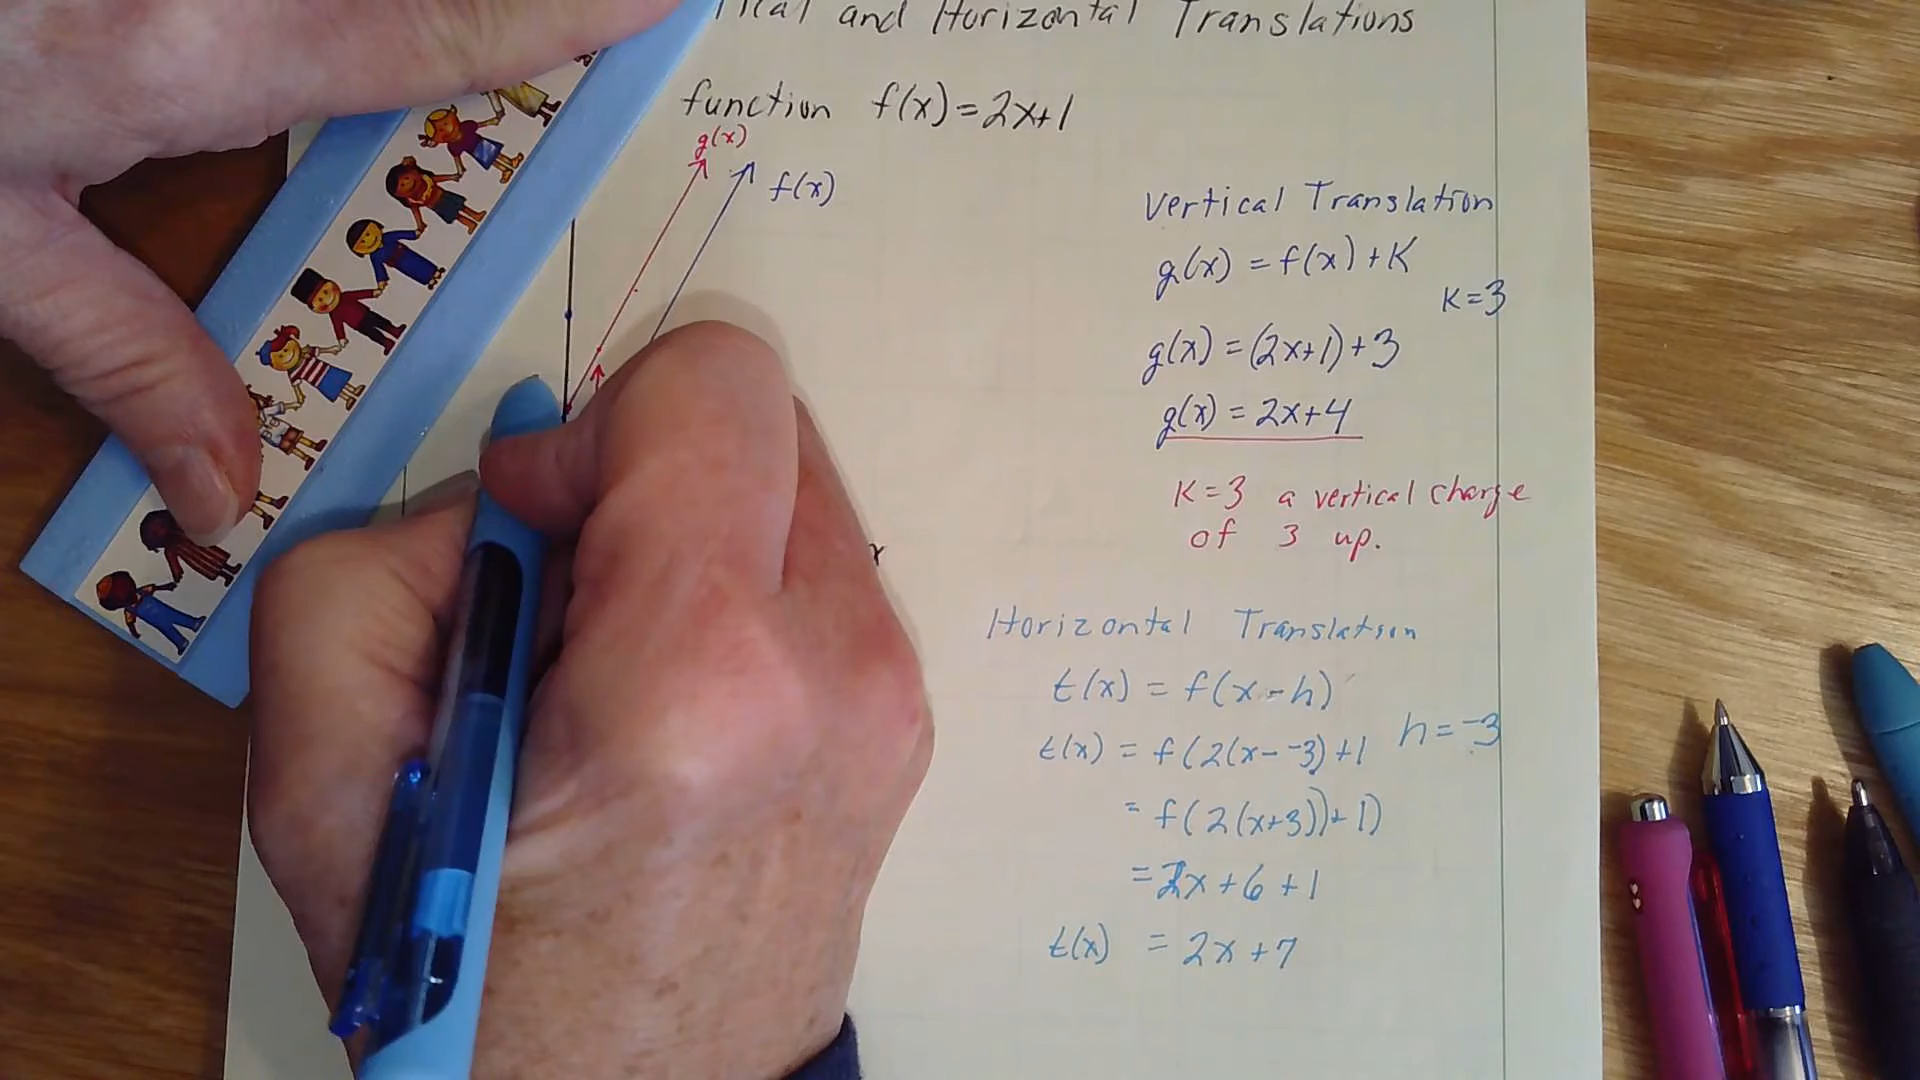 and Horizontal Translations
function f(x)=2x+1
g(x)
f(x)
x
Vertical Translation
g(x) = f(x)+K
K=3
g(x) = (2x+1)+3
g(x) = 2x+4
K=3 a vertical change
of 3 up.
Horizontal Translation
t(x) = f(x-h)
h = -3
t(x) = f(2(x--3)+1
= f(2(x+3))+1)
= 2x+6+1
t(x) = 2x+7